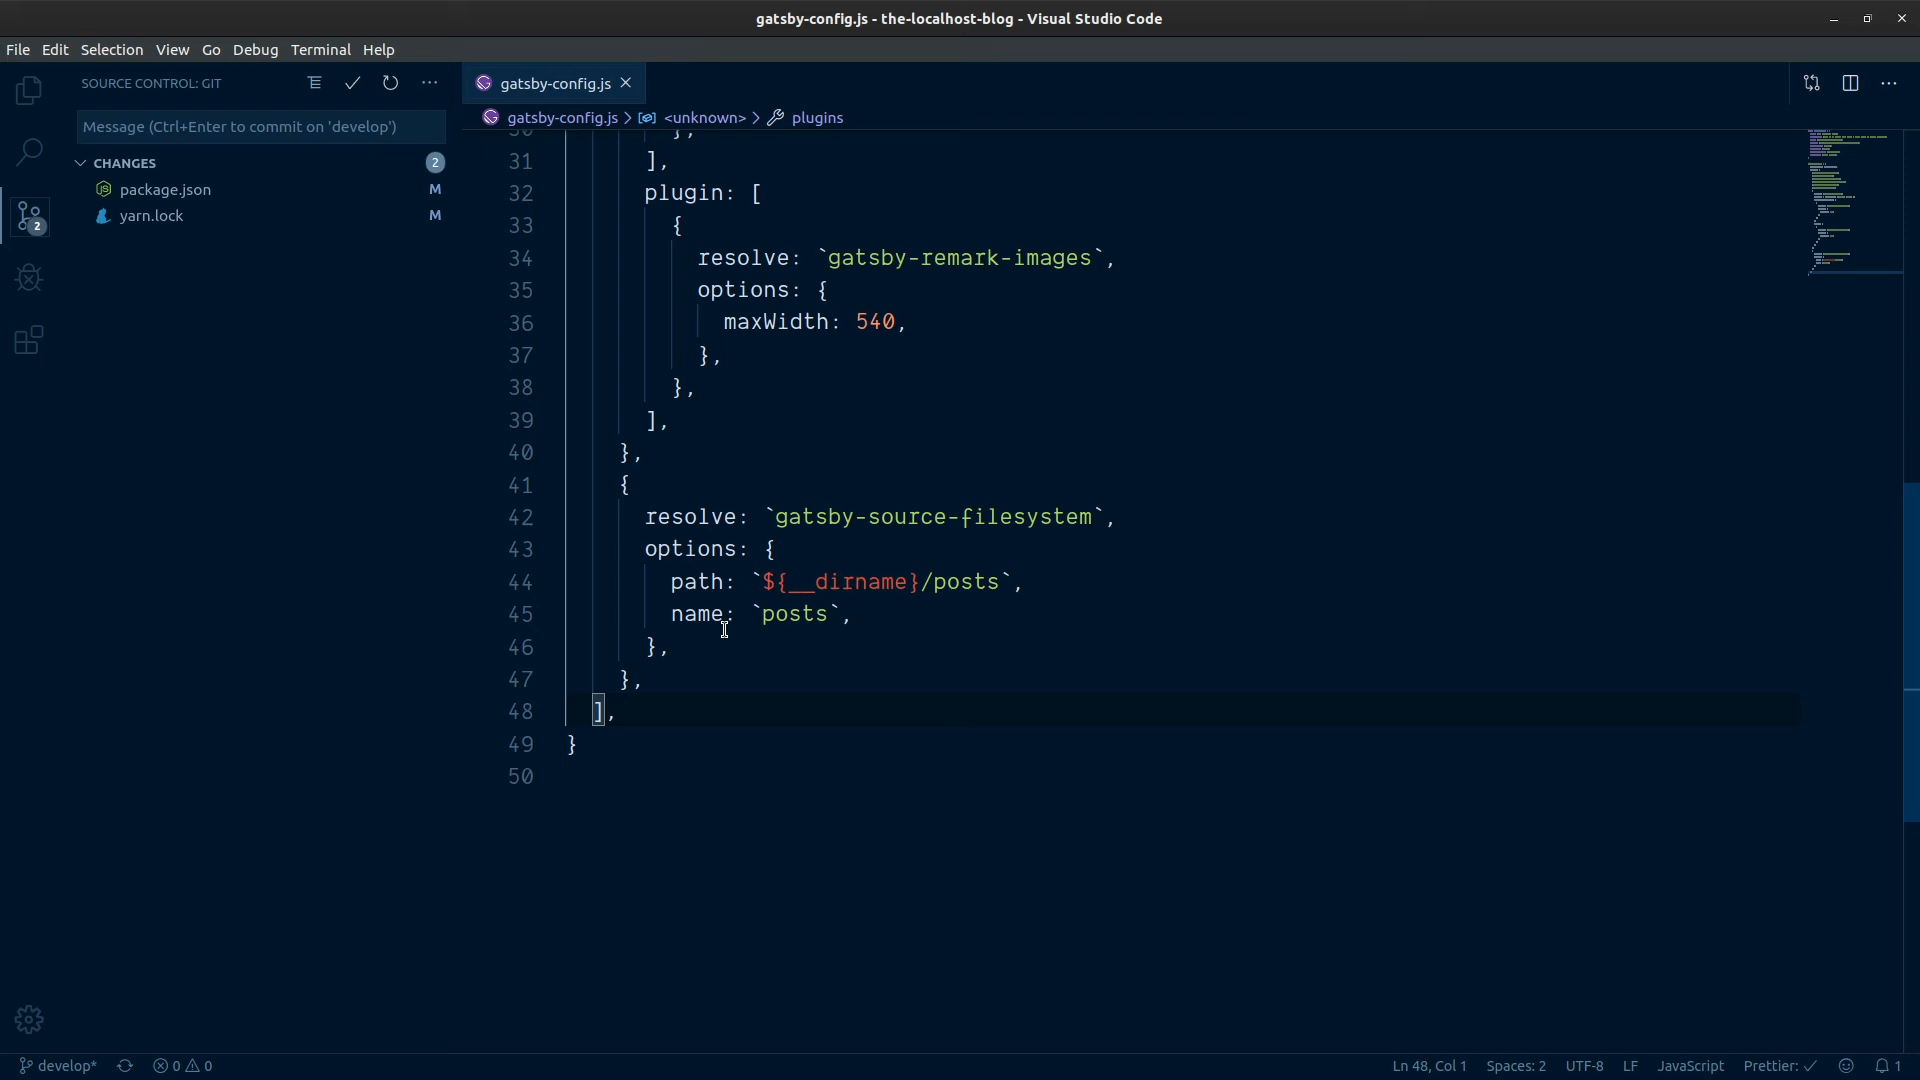 gatsby-config.js - the-localhost-blog - Visual Studio Code
File Edit Selection View Go Debug Terminal Help
SOURCE CONTROL: GIT
Message (Ctrl+Enter to commit on 'develop')
CHANGES 2
package.json M
yarn.lock M
2
gatsby-config.js
gatsby-config.js > <unknown> > plugins
30 },
31 ],
32 plugin: [
33 {
34 resolve: `gatsby-remark-images`,
35 options: {
36 maxWidth: 540,
37 },
38 },
39 ],
40 },
41 {
42 resolve: `gatsby-source-filesystem`,
43 options: {
44 path: `${__dirname}/posts`,
45 name: `posts`,
46 },
47 },
48 ],
49 }
50
develop* 0 0 Ln 48, Col 1 Spaces: 2 UTF-8 LF JavaScript Prettier: ✓ 1